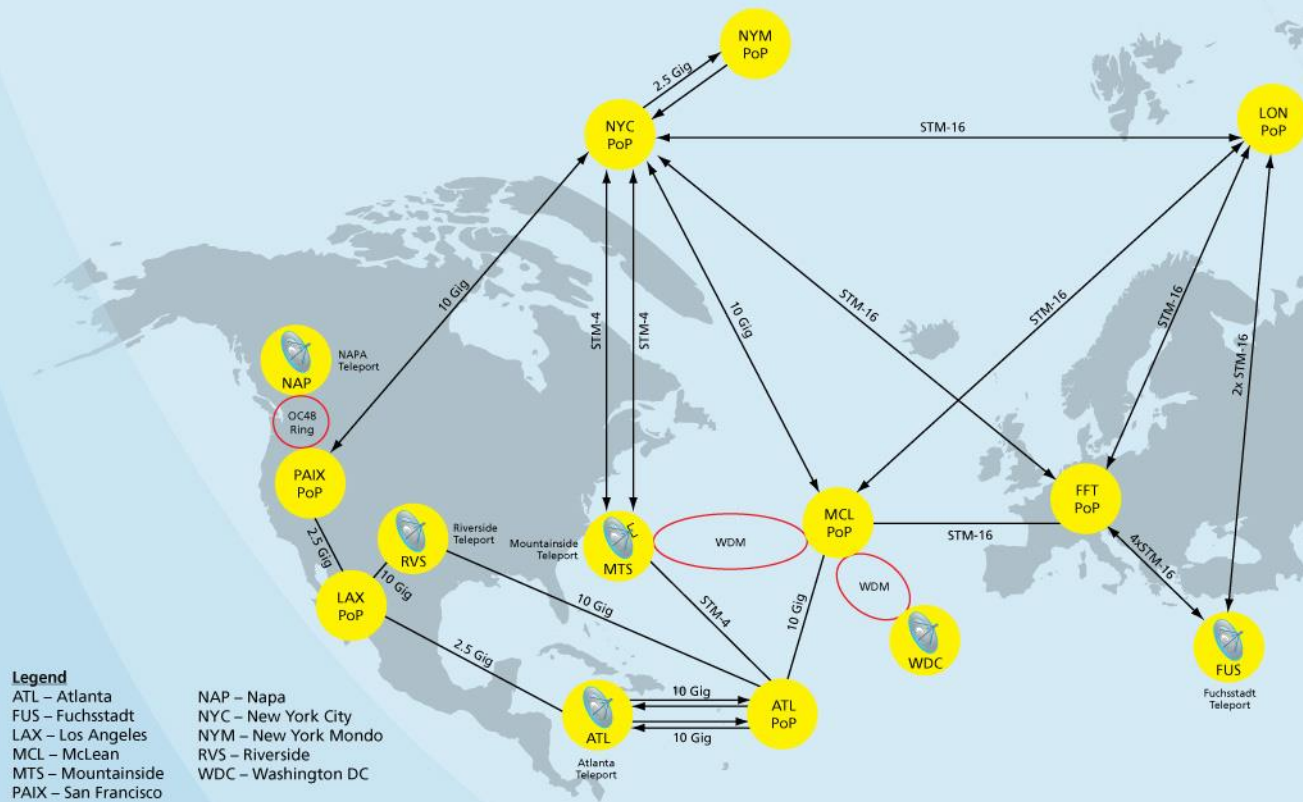 NYM
PoP
2.5 Gig
NYC
PoP
STM-16
LON
PoP
10 Gig
STM-4
STM-4
10 Gig
STM-16
STM-16
STM-16
2x STM-16
NAP
NAPA
Teleport
OC48
Ring
PAIX
PoP
2.5 Gig
RVS
Riverside
Teleport
10 Gig
LAX
PoP
10 Gig
2.5 Gig
Mountainside
Teleport
MTS
WDM
MCL
PoP
STM-16
FFT
PoP
4xSTM-16
WDM
WDC
STM-4
10 Gig
FUS
Fuchsstadt
Teleport
ATL
Atlanta
Teleport
10 Gig
10 Gig
ATL
PoP
Legend
ATL – Atlanta
FUS – Fuchsstadt
LAX – Los Angeles
MCL – McLean
MTS – Mountainside
PAIX – San Francisco
NAP – Napa
NYC – New York City
NYM – New York Mondo
RVS – Riverside
WDC – Washington DC